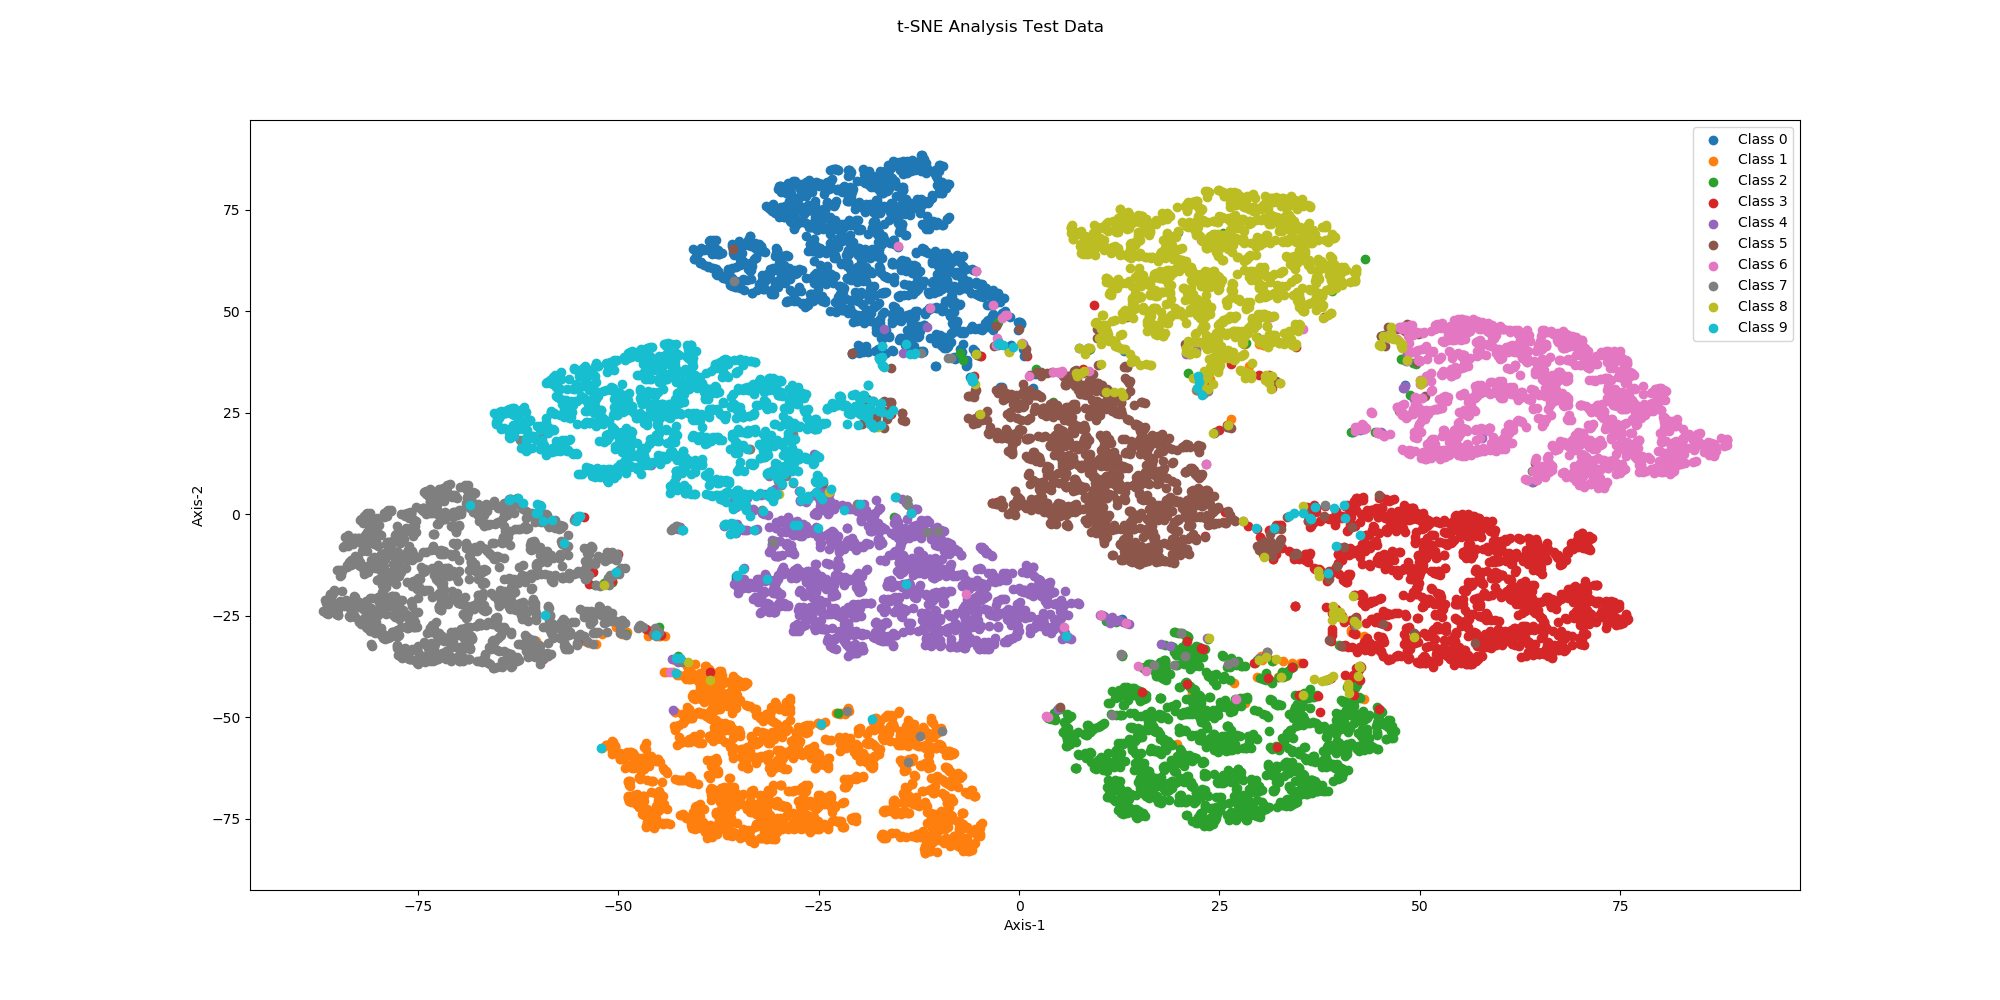 t-SNE Analysis Test Data
Class 0
Class 1
Class 2
Class 3
Class 4
Class 5
Class 6
Class 7
Class 8
Class 9
75
50
25
0
−25
−50
−75
Axis-2
−75 −50 −25 0 25 50 75
Axis-1